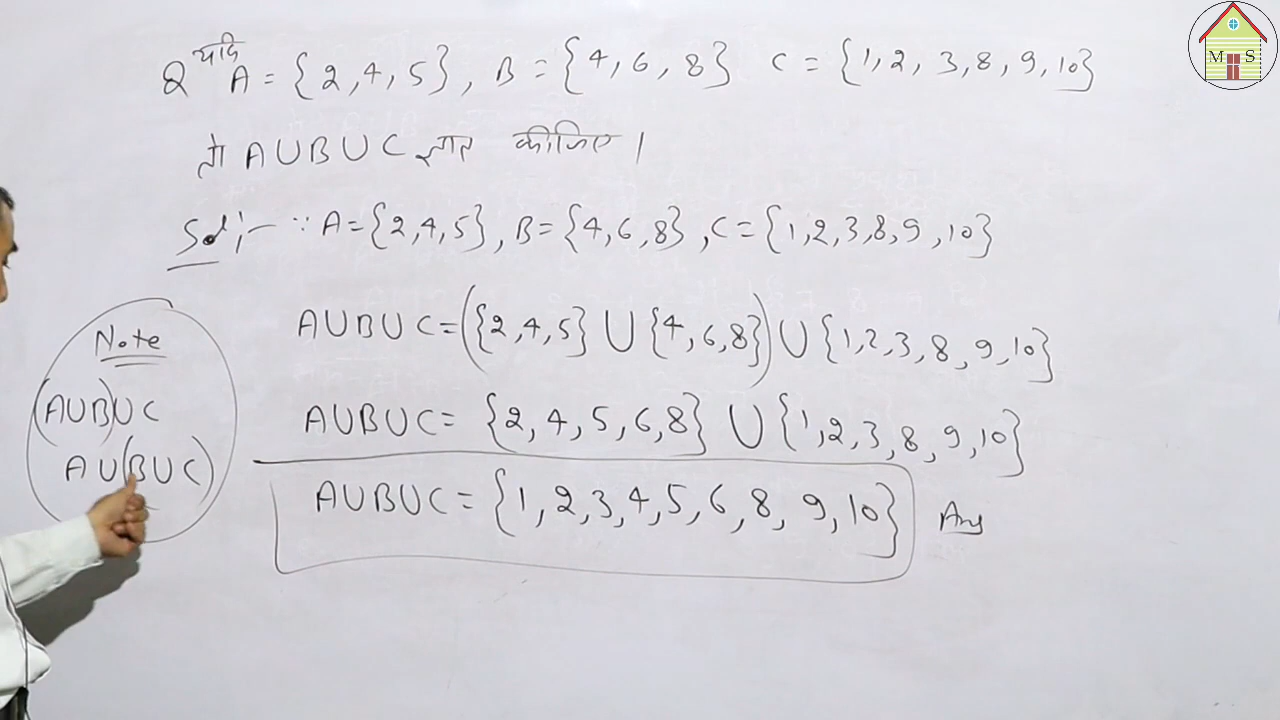 Q यदि A = {2,4,5}, B = {4,6,8} C = {1,2,3,8,9,10}
तो A∪B∪C ज्ञात कीजिए।
Sol:- ∵ A={2,4,5}, B={4,6,8}, C={1,2,3,8,9,10}
A∪B∪C=({2,4,5} ∪ {4,6,8}) ∪ {1,2,3,8,9,10}
A∪B∪C= {2,4,5,6,8} ∪ {1,2,3,8,9,10}
A∪B∪C= {1,2,3,4,5,6,8,9,10} Ans
Note
(A∪B)∪C
A∪(B∪C)
M S